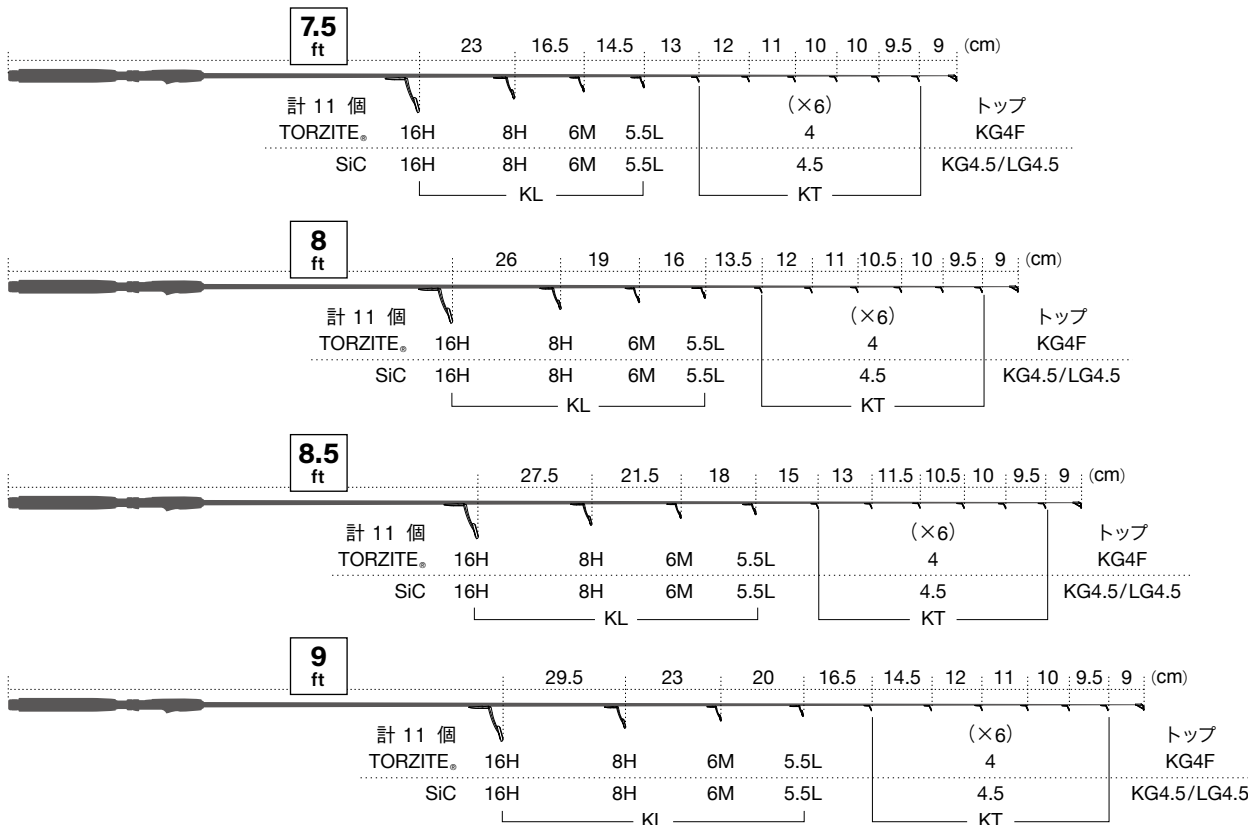 7.5
ft
23 16.5 14.5 13 12 11 10 10 9.5 9 (cm)
計 11 個 (×6) トップ
TORZITE® 16H 8H 6M 5.5L 4 KG4F
SiC 16H 8H 6M 5.5L 4.5 KG4.5/LG4.5
KL KT
8
ft
26 19 16 13.5 12 11 10.5 10 9.5 9 (cm)
計 11 個 (×6) トップ
TORZITE® 16H 8H 6M 5.5L 4 KG4F
SiC 16H 8H 6M 5.5L 4.5 KG4.5/LG4.5
KL KT
8.5
ft
27.5 21.5 18 15 13 11.5 10.5 10 9.5 9 (cm)
計 11 個 (×6) トップ
TORZITE® 16H 8H 6M 5.5L 4 KG4F
SiC 16H 8H 6M 5.5L 4.5 KG4.5/LG4.5
KL KT
9
ft
29.5 23 20 16.5 14.5 12 11 10 9.5 9 (cm)
計 11 個 (×6) トップ
TORZITE® 16H 8H 6M 5.5L 4 KG4F
SiC 16H 8H 6M 5.5L 4.5 KG4.5/LG4.5
KL KT